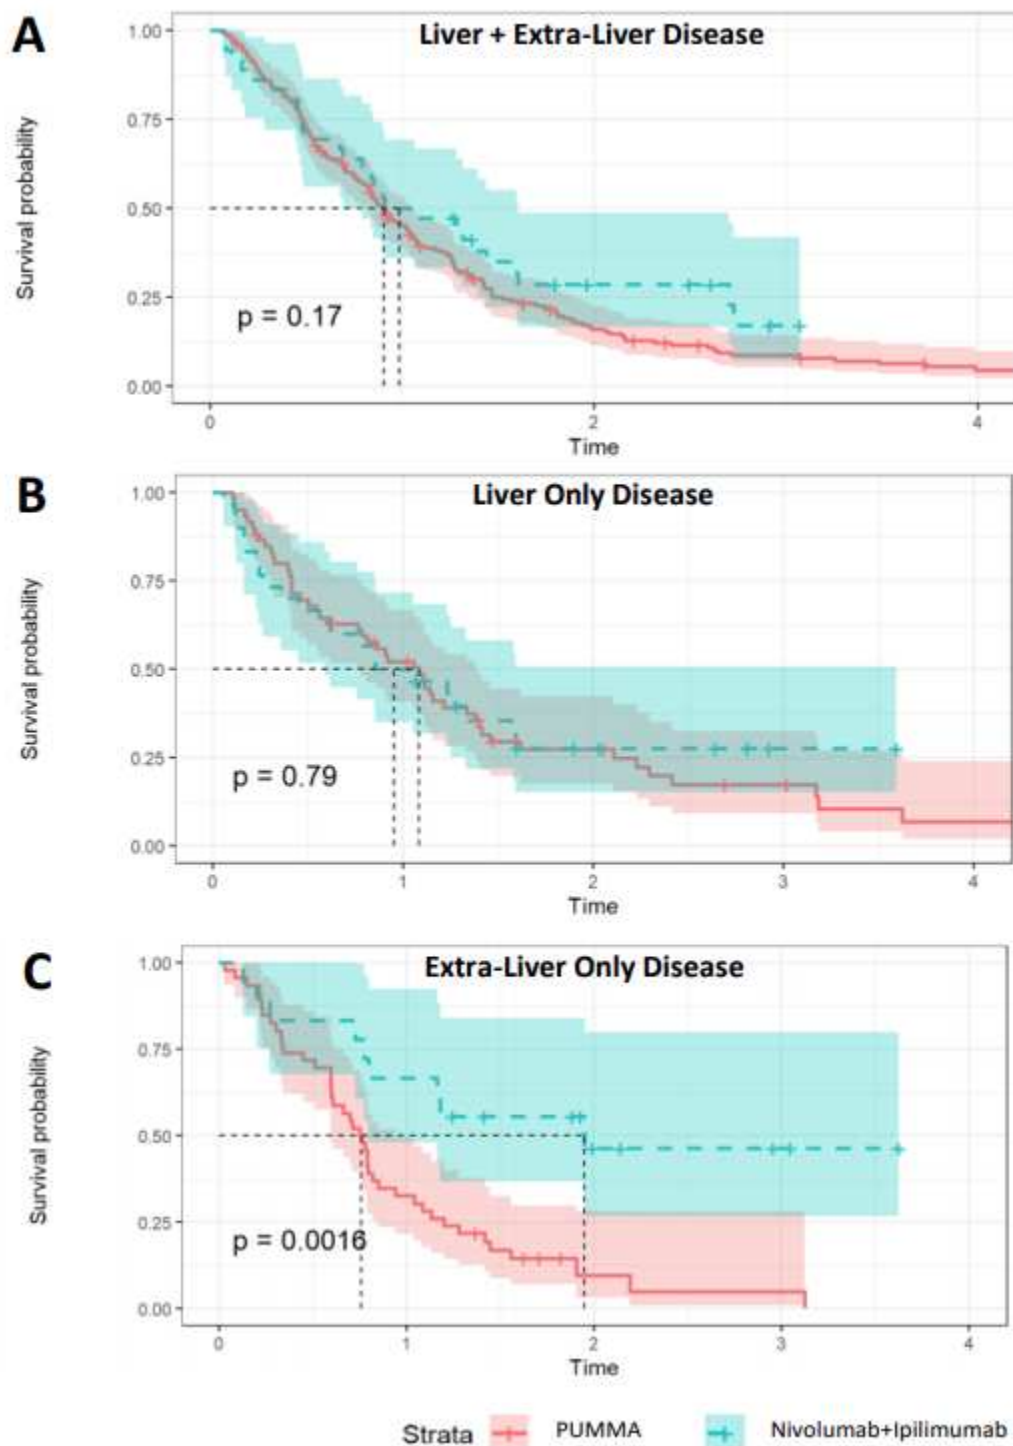 A
Liver + Extra-Liver Disease
Survival probability
1.00
0.75
0.50
0.25
0.00
p = 0.17
0 2 4
Time
B
Liver Only Disease
Survival probability
1.00
0.75
0.50
0.25
0.00
p = 0.79
0 1 2 3 4
Time
C
Extra-Liver Only Disease
Survival probability
1.00
0.75
0.50
0.25
0.00
p = 0.0016
0 1 2 3 4
Time
Strata PUMMA Nivolumab+Ipilimumab